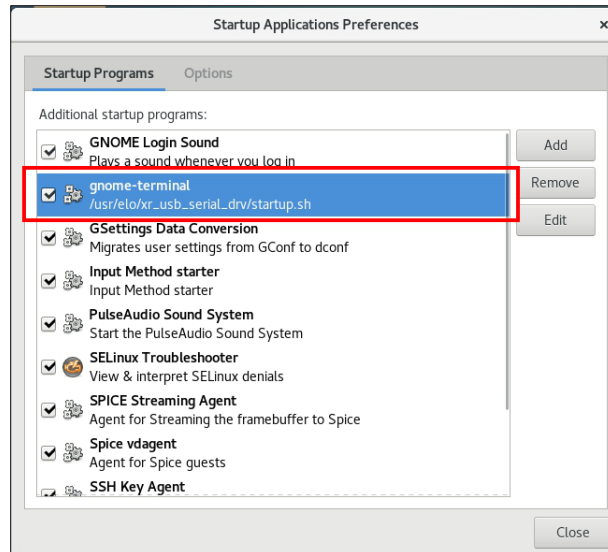 Startup Applications Preferences
Startup Programs
Options
Additional startup programs:
GNOME Login Sound
Plays a sound whenever you log in
gnome-terminal
/usr/elo/xr_usb_serial_drv/startup.sh
GSettings Data Conversion
Migrates user settings from GConf to dconf
Input Method starter
Input Method starter
PulseAudio Sound System
Start the PulseAudio Sound System
SELinux Troubleshooter
View & interpret SELinux denials
SPICE Streaming Agent
Agent for Streaming the framebuffer to Spice
Spice vdagent
Agent for Spice guests
SSH Key Agent
Add
Remove
Edit
Close